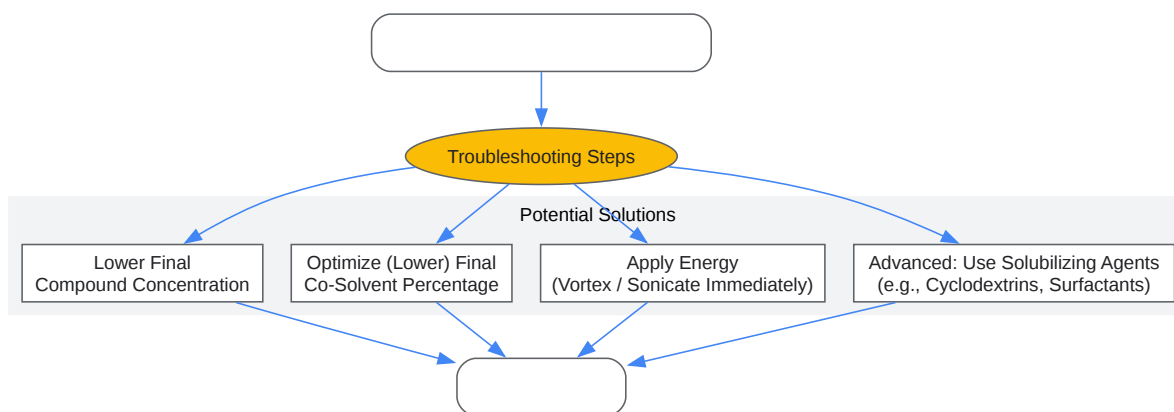 Troubleshooting Steps
Potential Solutions
Lower Final
Compound Concentration
Optimize (Lower) Final
Co-Solvent Percentage
Apply Energy
(Vortex / Sonicate Immediately)
Advanced: Use Solubilizing Agents
(e.g., Cyclodextrins, Surfactants)